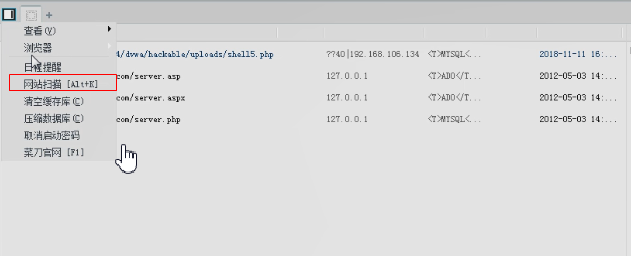 查看(V)
浏览器
日程提醒
网站扫描 [Alt+K]
清空缓存库(C)
压缩数据库(C)
取消启动密码
菜刀官网 [F1]
4/dvwa/hackable/uploads/shell5.php ??40|192.168.106.134 <T>MYSQL<... 2018-11-11 16:...
com/server.asp 127.0.0.1 <T>ADO</T... 2012-05-03 14:...
com/server.aspx 127.0.0.1 <T>ADO</T... 2012-05-03 14:...
com/server.php 127.0.0.1 <T>MYSQL<... 2012-05-03 14:...